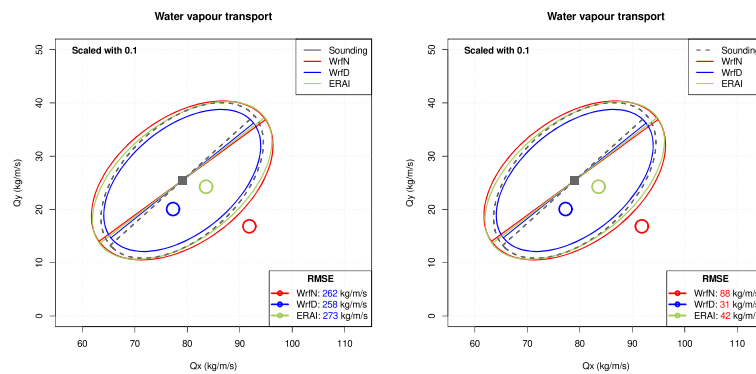 Water vapour transport
Scaled with 0.1
Sounding
WrfN
WrfD
ERAI
50
40
30
20
10
0
Qy (kg/m/s)
RMSE
WrfN: 262 kg/m/s
WrfD: 258 kg/m/s
ERAI: 273 kg/m/s
60 70 80 90 100 110
Qx (kg/m/s)
Water vapour transport
Scaled with 0.1
Sounding
WrfN
WrfD
ERAI
50
40
30
20
10
0
Qy (kg/m/s)
RMSE
WrfN: 88 kg/m/s
WrfD: 31 kg/m/
ERAI: 42 kg/m/
60 70 80 90 100 110
Qx (kg/m/s)